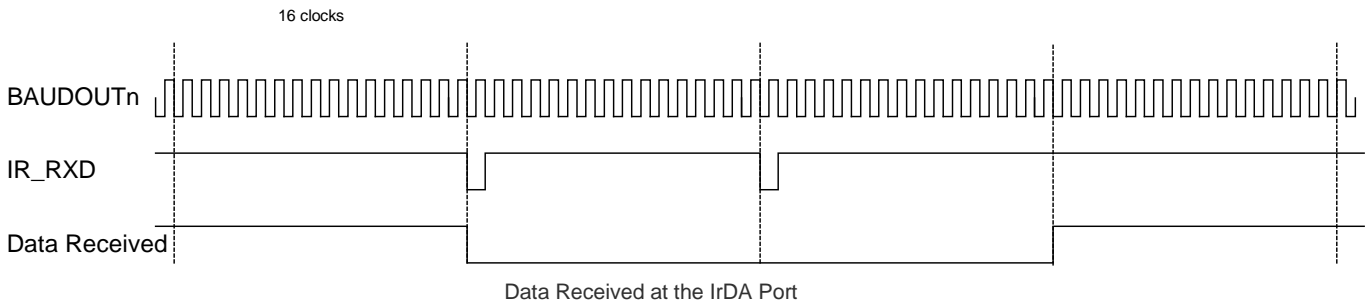 16 clocks
BAUDOUTn
IR_RXD
Data Received
Data Received at the IrDA Port